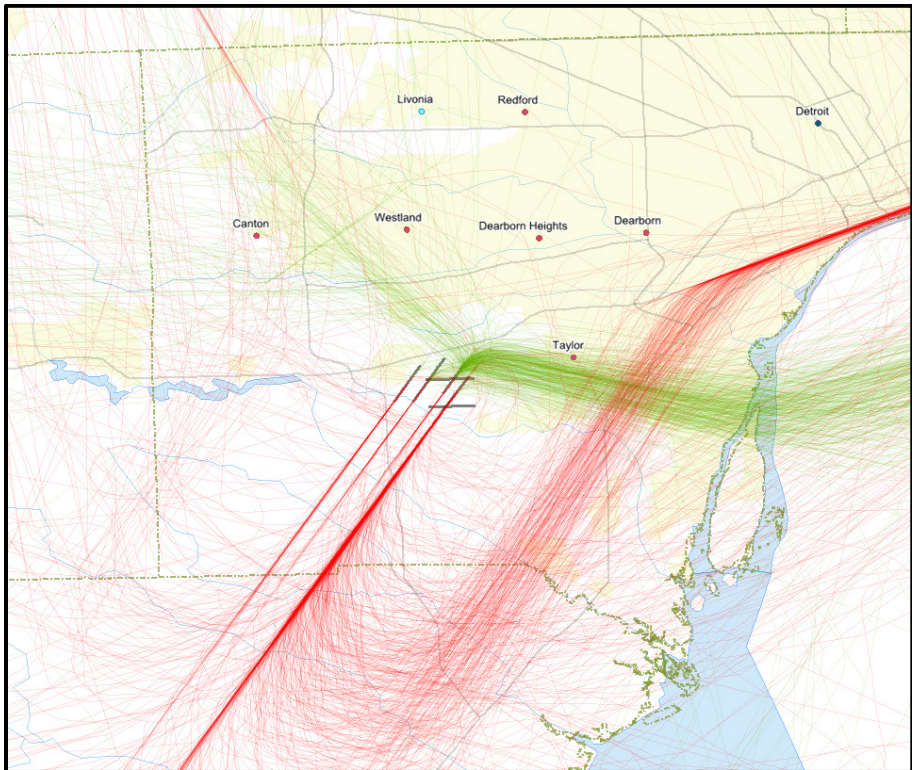 Livonia
Redford
Detroit
Canton
Westland
Dearborn Heights
Dearborn
Taylor